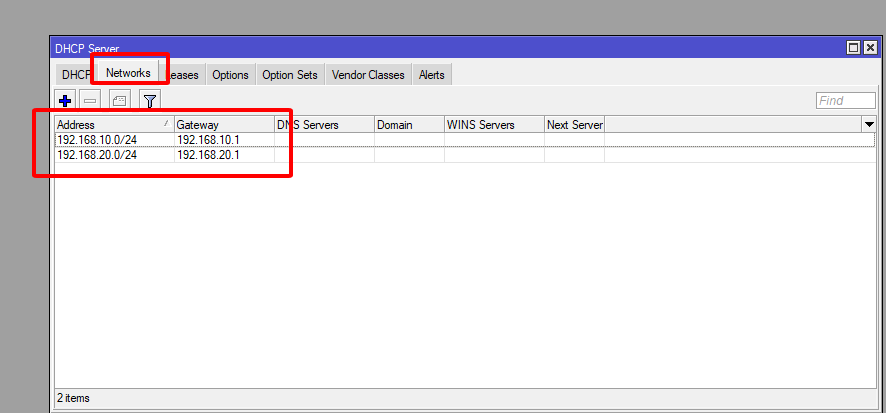 DHCP Server
DHCP Networks Leases Options Option Sets Vendor Classes Alerts
Find
Address Gateway DNS Servers Domain WINS Servers Next Server
192.168.10.0/24 192.168.10.1
192.168.20.0/24 192.168.20.1
2 items